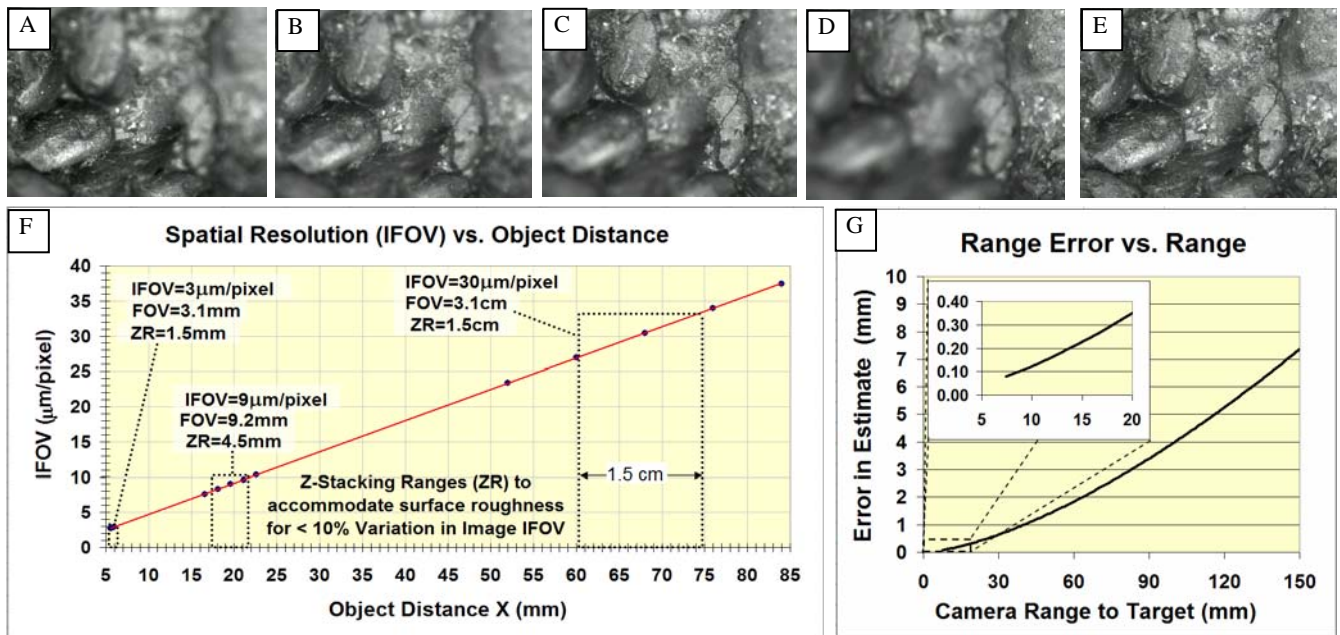 A
B
C
D
E
F
Spatial Resolution (IFOV) vs. Object Distance
IFOV (μm/pixel)
40
35
30
25
20
15
10
5
0
IFOV=3μm/pixel
FOV=3.1mm
ZR=1.5mm
IFOV=9μm/pixel
FOV=9.2mm
ZR=4.5mm
IFOV=30μm/pixel
FOV=3.1cm
ZR=1.5cm
1.5 cm
Z-Stacking Ranges (ZR) to
accommodate surface roughness
for < 10% Variation in Image IFOV
5 10 15 20 25 30 35 40 45 50 55 60 65 70 75 80 85
Object Distance X (mm)
G
Range Error vs. Range
Error in Estimate (mm)
10
9
8
7
6
5
4
3
2
1
0
0.40
0.30
0.20
0.10
0.00
5 10 15 20
0 30 60 90 120 150
Camera Range to Target (mm)